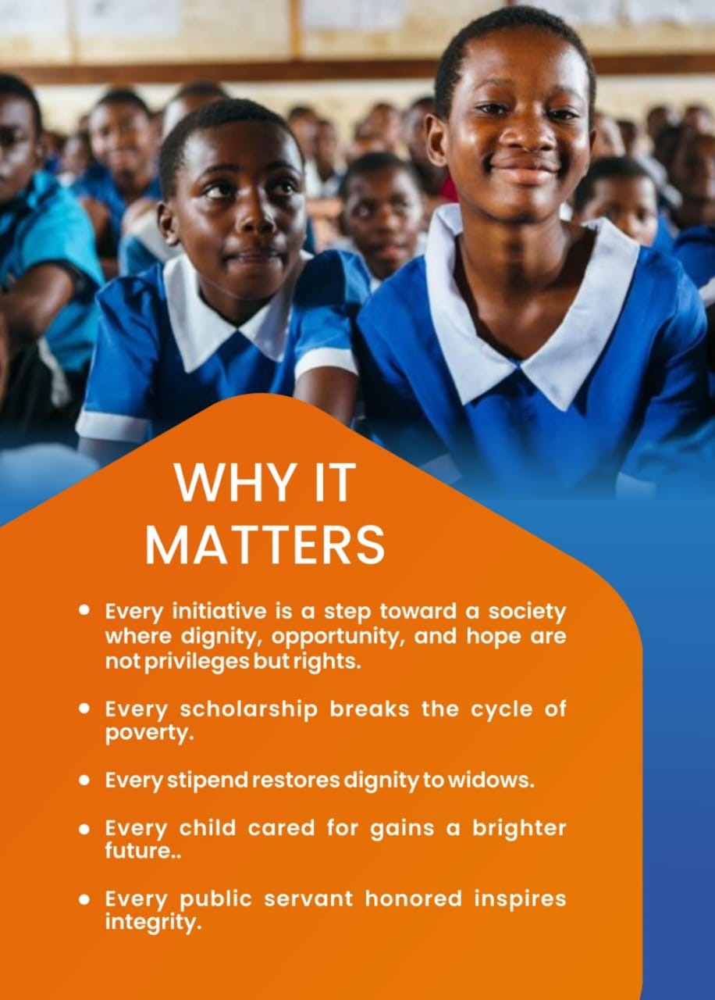 WHY IT
MATTERS
• Every initiative is a step toward a society
where dignity, opportunity, and hope are
not privileges but rights.
• Every scholarship breaks the cycle of
poverty.
• Every stipend restores dignity to widows.
• Every child cared for gains a brighter
future..
• Every public servant honored inspires
integrity.